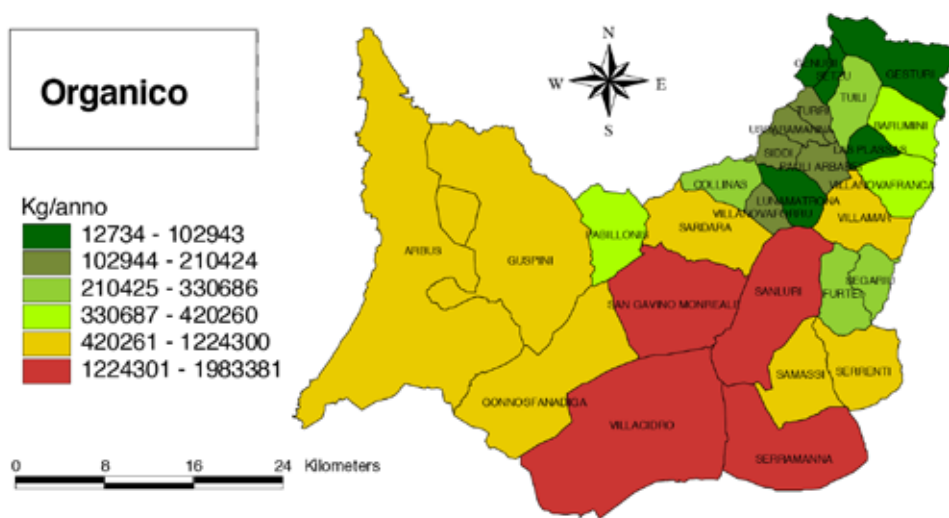 Organico
Kg/anno
12734 - 102943
102944 - 210424
210425 - 330686
330687 - 420260
420261 - 1224300
1224301 - 1983381
0 8 16 24 Kilometers
N
W E
S
GENURI
SETZU
GESTURI
TUILI
TURRI
BARUMINI
USSARAMANNA
LAS PLASSAS
SIDDI
PAULI ARBAREI
COLLINAS
VILLANOVAFRANCA
LUNAMATRONA
VILLANOVAFORRU
VILLAMAR
PABILLONIS
SARDARA
ARBUS
GUSPINI
SEGARIU
SAN GAVINO MONREALE
SANLURI
FURTEI
SAMASSI
SERRENTI
GONNOSFANADIGA
VILLACIDRO
SERRAMANNA